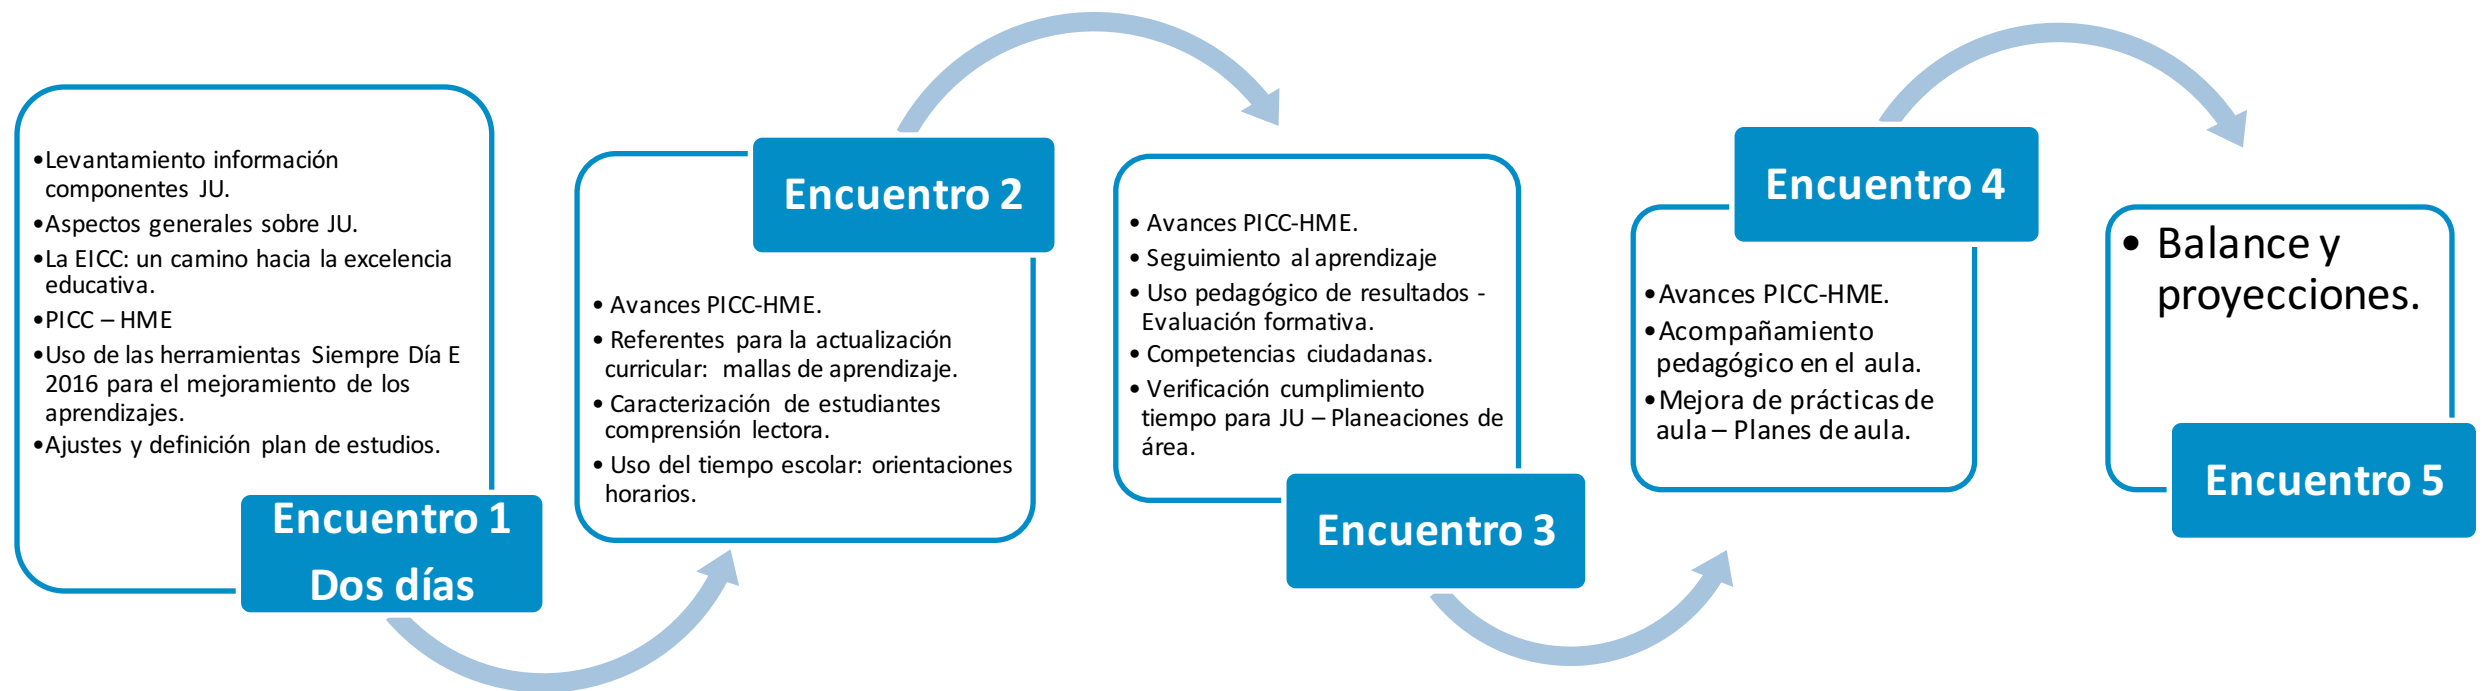 •Levantamiento información
componentes JU.
•Aspectos generales sobre JU.
•La EICC: un camino hacia la excelencia
educativa.
•PICC – HME
•Uso de las herramientas Siempre Día E
2016 para el mejoramiento de los
aprendizajes.
•Ajustes y definición plan de estudios.
Encuentro 1
Dos días
Encuentro 2
• Avances PICC-HME.
• Referentes para la actualización
curricular: mallas de aprendizaje.
• Caracterización de estudiantes
comprensión lectora.
• Uso del tiempo escolar: orientaciones
horarios.
• Avances PICC-HME.
• Seguimiento al aprendizaje
• Uso pedagógico de resultados -
Evaluación formativa.
• Competencias ciudadanas.
• Verificación cumplimiento
tiempo para JU – Planeaciones de
área.
Encuentro 3
Encuentro 4
•Avances PICC-HME.
•Acompañamiento
pedagógico en el aula.
•Mejora de prácticas de
aula – Planes de aula.
• Balance y
proyecciones.
Encuentro 5